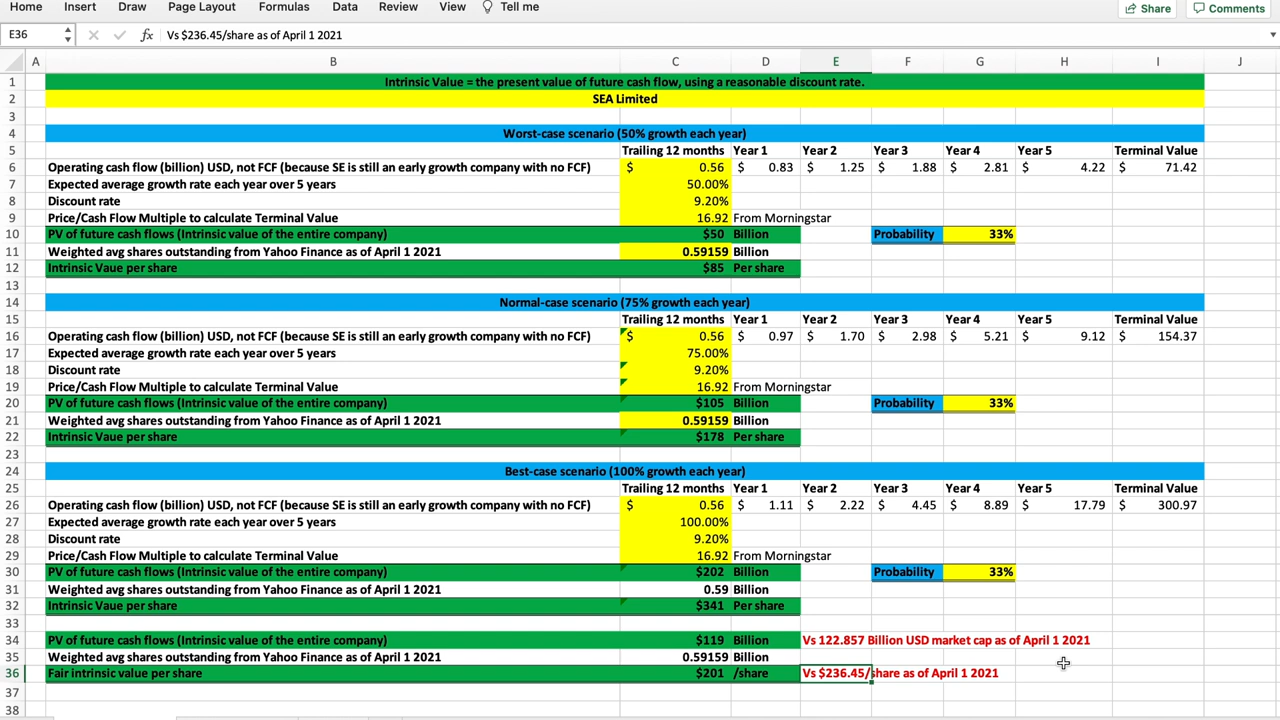 Home Insert Draw Page Layout Formulas Data Review View Tell me Share Comments
E36 fx Vs $236.45/share as of April 1 2021
A B C D E F G H I J
1 Intrinsic Value = the present value of future cash flow, using a reasonable discount rate.
2 SEA Limited
3
4 Worst-case scenario (50% growth each year)
5 Trailing 12 months Year 1 Year 2 Year 3 Year 4 Year 5 Terminal Value
6 Operating cash flow (billion) USD, not FCF (because SE is still an early growth company with no FCF) $ 0.56 $ 0.83 $ 1.25 $ 1.88 $ 2.81 $ 4.22 $ 71.42
7 Expected average growth rate each year over 5 years 50.00%
8 Discount rate 9.20%
9 Price/Cash Flow Multiple to calculate Terminal Value 16.92 From Morningstar
10 PV of future cash flows (Intrinsic value of the entire company) $50 Billion Probability 33%
11 Weighted avg shares outstanding from Yahoo Finance as of April 1 2021 0.59159 Billion
12 Intrinsic Vaue per share $85 Per share
13
14 Normal-case scenario (75% growth each year)
15 Trailing 12 months Year 1 Year 2 Year 3 Year 4 Year 5 Terminal Value
16 Operating cash flow (billion) USD, not FCF (because SE is still an early growth company with no FCF) $ 0.56 $ 0.97 $ 1.70 $ 2.98 $ 5.21 $ 9.12 $ 154.37
17 Expected average growth rate each year over 5 years 75.00%
18 Discount rate 9.20%
19 Price/Cash Flow Multiple to calculate Terminal Value 16.92 From Morningstar
20 PV of future cash flows (Intrinsic value of the entire company) $105 Billion Probability 33%
21 Weighted avg shares outstanding from Yahoo Finance as of April 1 2021 0.59159 Billion
22 Intrinsic Vaue per share $178 Per share
23
24 Best-case scenario (100% growth each year)
25 Trailing 12 months Year 1 Year 2 Year 3 Year 4 Year 5 Terminal Value
26 Operating cash flow (billion) USD, not FCF (because SE is still an early growth company with no FCF) $ 0.56 $ 1.11 $ 2.22 $ 4.45 $ 8.89 $ 17.79 $ 300.97
27 Expected average growth rate each year over 5 years 100.00%
28 Discount rate 9.20%
29 Price/Cash Flow Multiple to calculate Terminal Value 16.92 From Morningstar
30 PV of future cash flows (Intrinsic value of the entire company) $202 Billion Probability 33%
31 Weighted avg shares outstanding from Yahoo Finance as of April 1 2021 0.59 Billion
32 Intrinsic Vaue per share $341 Per share
33
34 PV of future cash flows (Intrinsic value of the entire company) $119 Billion Vs 122.857 Billion USD market cap as of April 1 2021
35 Weighted avg shares outstanding from Yahoo Finance as of April 1 2021 0.59159 Billion
36 Fair intrinsic value per share $201 /share Vs $236.45/share as of April 1 2021
37
38